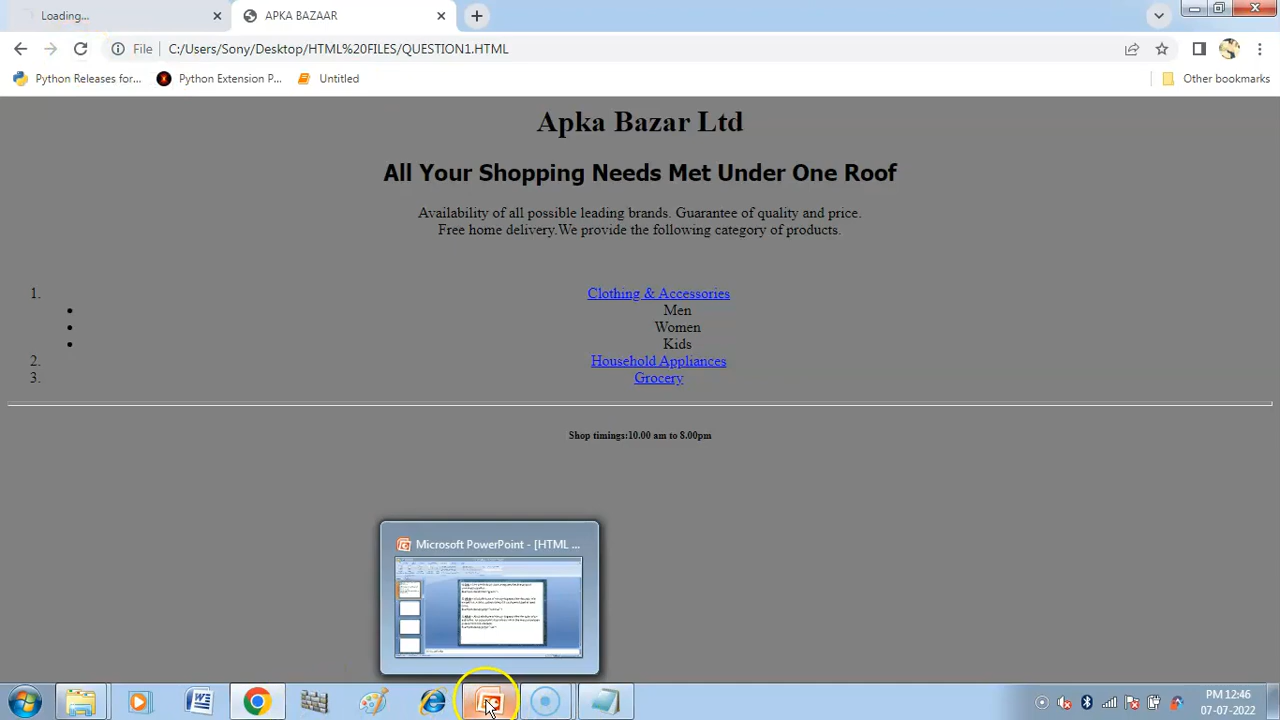 Loading...
APKA BAZAAR
File
C:/Users/Sony/Desktop/HTML%20FILES/QUESTION1.HTML
Python Releases for...
Python Extension P...
Untitled
Other bookmarks
Apka Bazar Ltd
All Your Shopping Needs Met Under One Roof
Availability of all possible leading brands. Guarantee of quality and price.
Free home delivery.We provide the following category of products.
1. Clothing & Accessories
• Men
• Women
• Kids
2. Household Appliances
3. Grocery
Shop timings:10.00 am to 8.00pm
Microsoft PowerPoint - [HTML ...
PM 12:46
07-07-2022